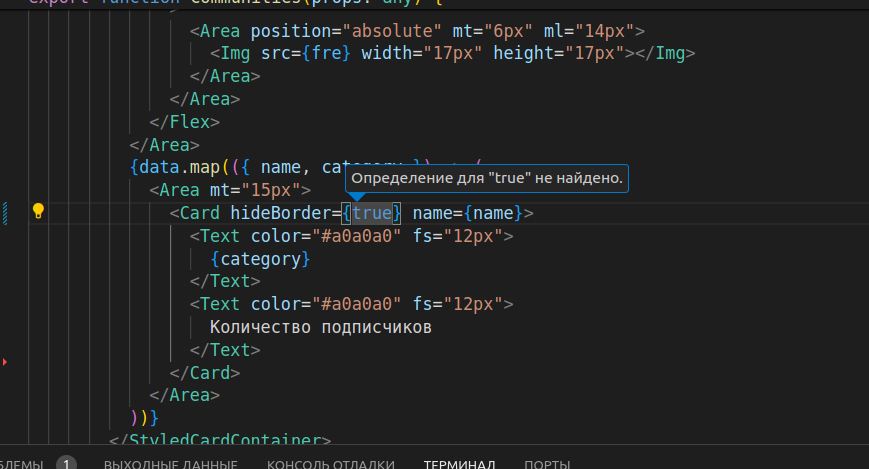 export function Communities(props: any) {
<Area position="absolute" mt="6px" ml="14px">
<Img src={fre} width="17px" height="17px"></Img>
</Area>
</Area>
</Flex>
</Area>
{data.map(({ name, category }) => (
Определение для "true" не найдено.
<Area mt="15px">
<Card hideBorder={true} name={name}>
<Text color="#a0a0a0" fs="12px">
{category}
</Text>
<Text color="#a0a0a0" fs="12px">
Количество подписчиков
</Text>
</Card>
</Area>
))}
</StyledCardContainer>
БЛЕМЫ 1 ВЫХОДНЫЕ ДАННЫЕ КОНСОЛЬ ОТЛАДКИ ТЕРМИНАЛ ПОРТЫ